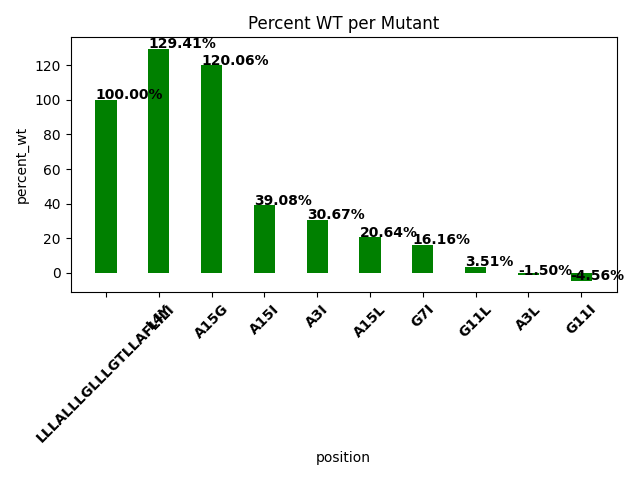 Percent WT per Mutant
129.41%
120.06%
100.00%
39.08%
30.67%
20.64%
16.16%
3.51%
-1.50%
-4.56%
120
100
80
60
40
20
0
percent_wt
A15G
A15I
A3I
A15L
G7I
G11L
A3L
G11I
position